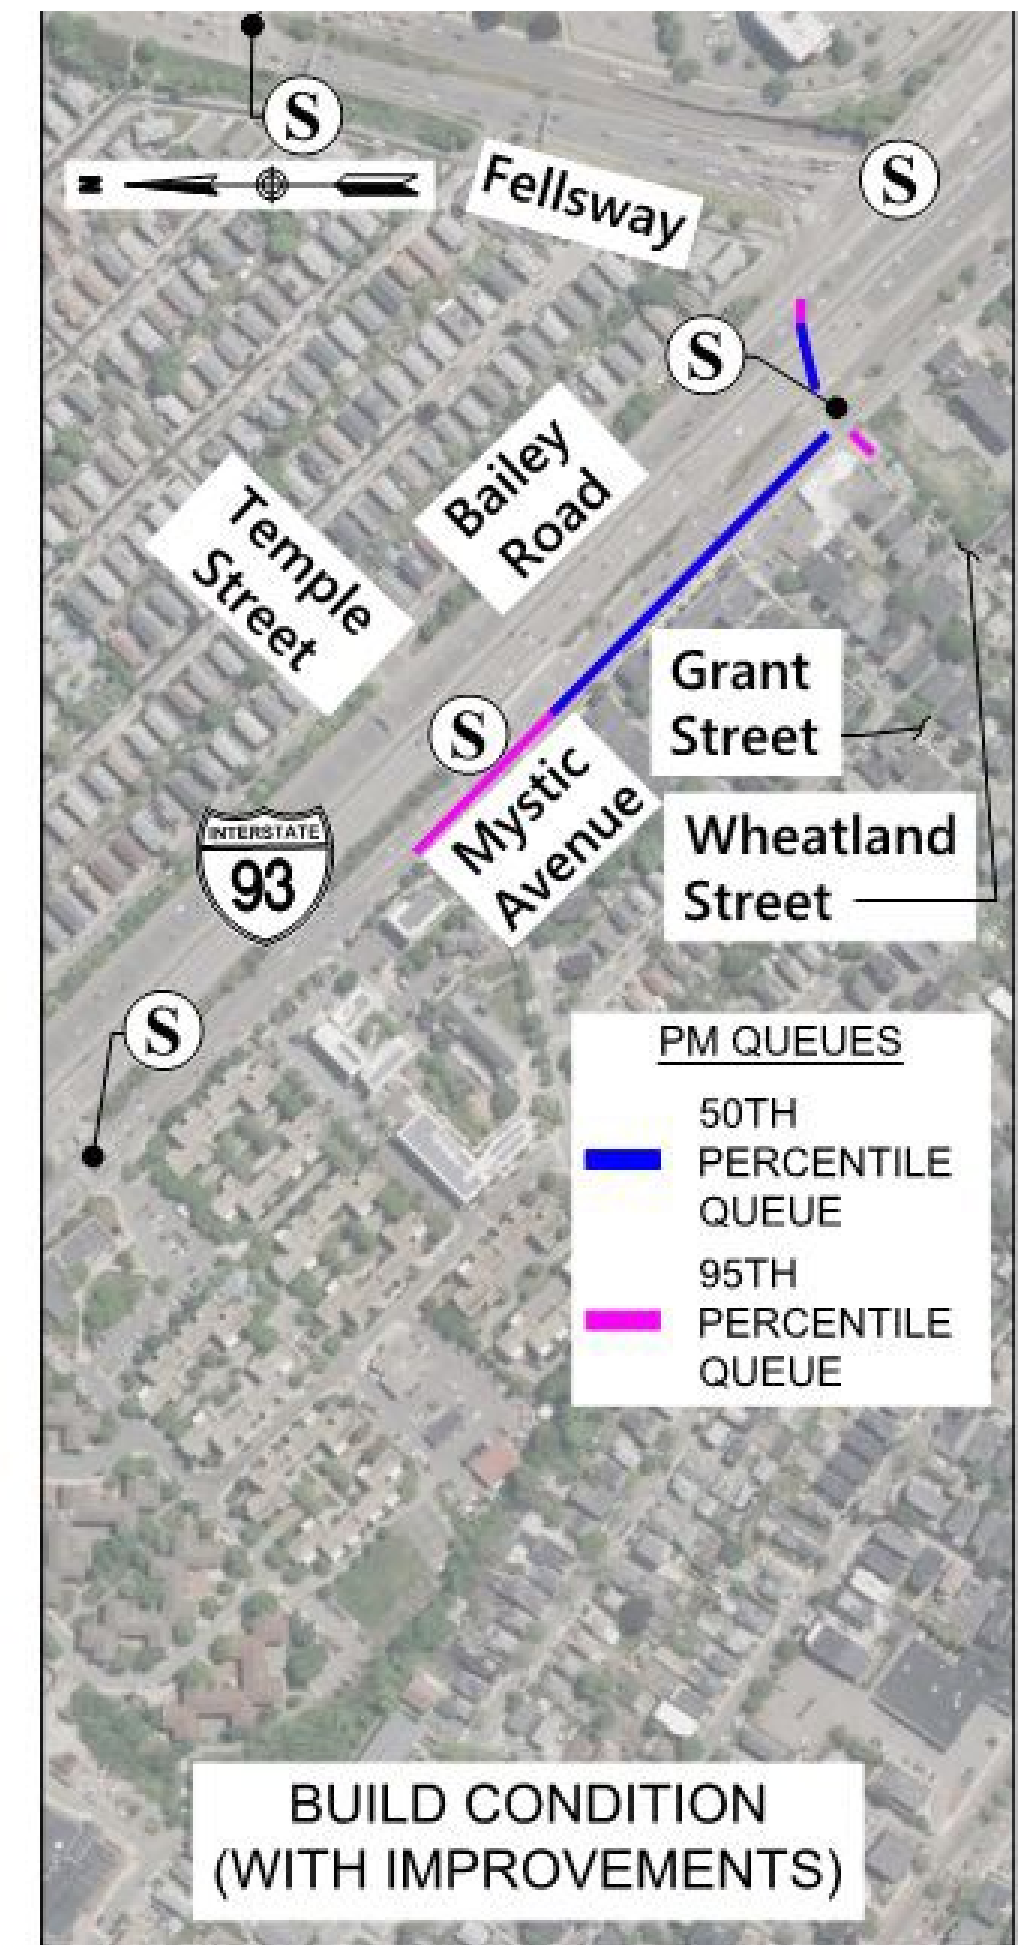 S
S
N
Fellsway
S
Bailey
Road
Temple
Street
Grant
Street
S
Mystic
Avenue
INTERSTATE
93
Wheatland
Street
S
PM QUEUES
50TH
PERCENTILE
QUEUE
95TH
PERCENTILE
QUEUE
BUILD CONDITION
(WITH IMPROVEMENTS)